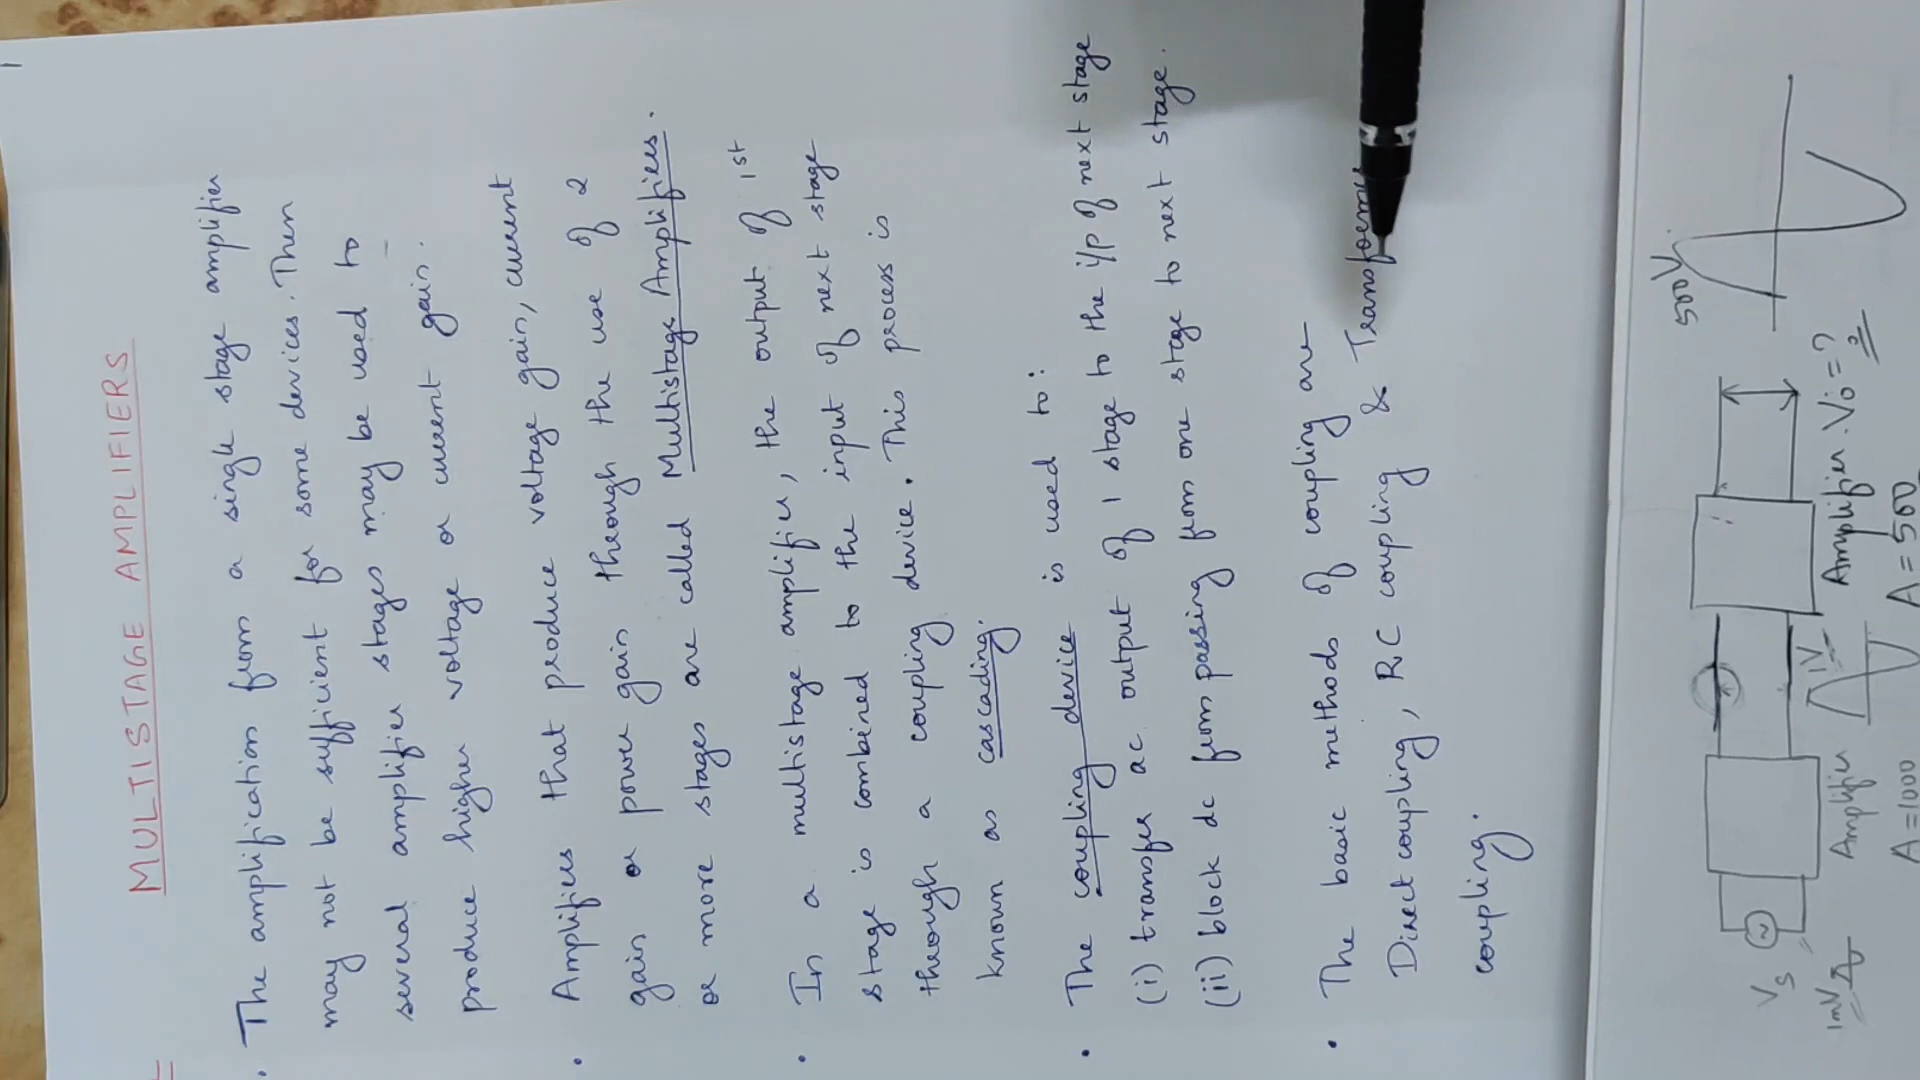 MULTISTAGE AMPLIFIERS
• The amplification from a single stage amplifier
may not be sufficient for some devices. Then
several amplifier stages may be used to
produce higher voltage or current gain.
• Amplifiers that produce voltage gain, current
gain or power gain through the use of 2
or more stages are called Multistage Amplifiers.
• In a multistage amplifier, the output of 1st
stage is combined to the input of next stage
through a coupling device. This process is
known as cascading.
• The coupling device is used to:
(i) transfer ac output of 1 stage to the i/p of next stage
(ii) block dc from passing from one stage to next stage.
• The basic methods of coupling are
Direct coupling, RC coupling & Transformer
coupling.
500V
Vs
1mV
1V
Amplifier
Amplifier
Vo = ?
A = 1000
A = 500